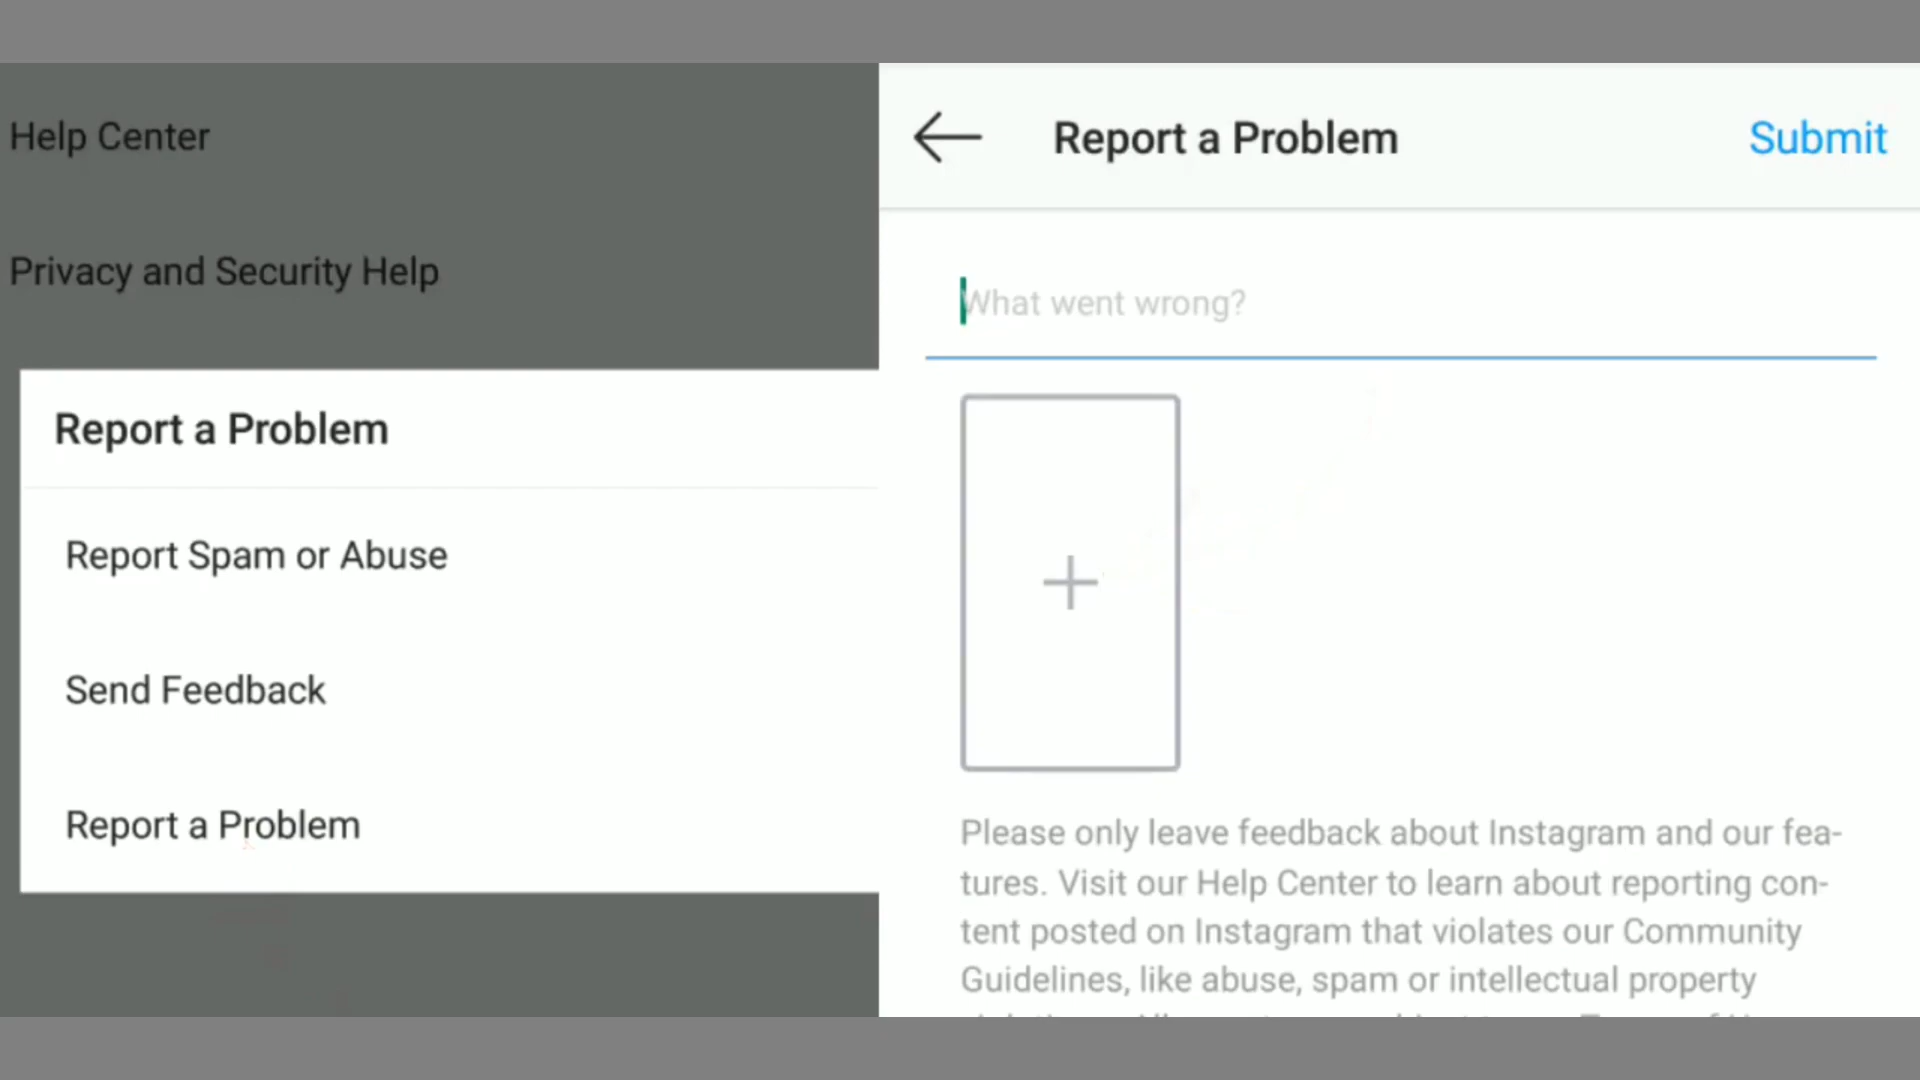 Help Center
Privacy and Security Help
Report a Problem
Report Spam or Abuse
Send Feedback
Report a Problem
Report a Problem
Submit
What went wrong?
Please only leave feedback about Instagram and our fea-
tures. Visit our Help Center to learn about reporting con-
tent posted on Instagram that violates our Community
Guidelines, like abuse, spam or intellectual property